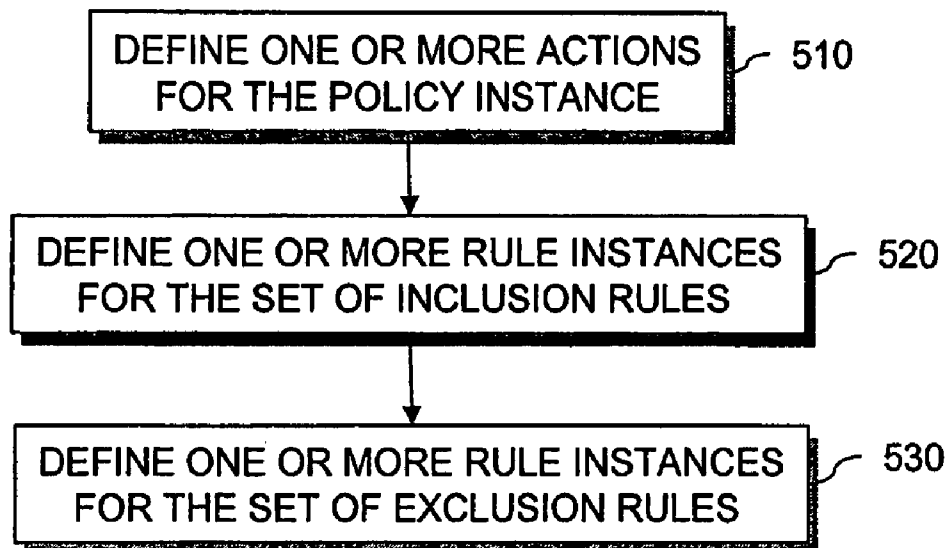 DEFINE ONE OR MORE ACTIONS
FOR THE POLICY INSTANCE
510
DEFINE ONE OR MORE RULE INSTANCES
FOR THE SET OF INCLUSION RULES
520
DEFINE ONE OR MORE RULE INSTANCES
FOR THE SET OF EXCLUSION RULES
530